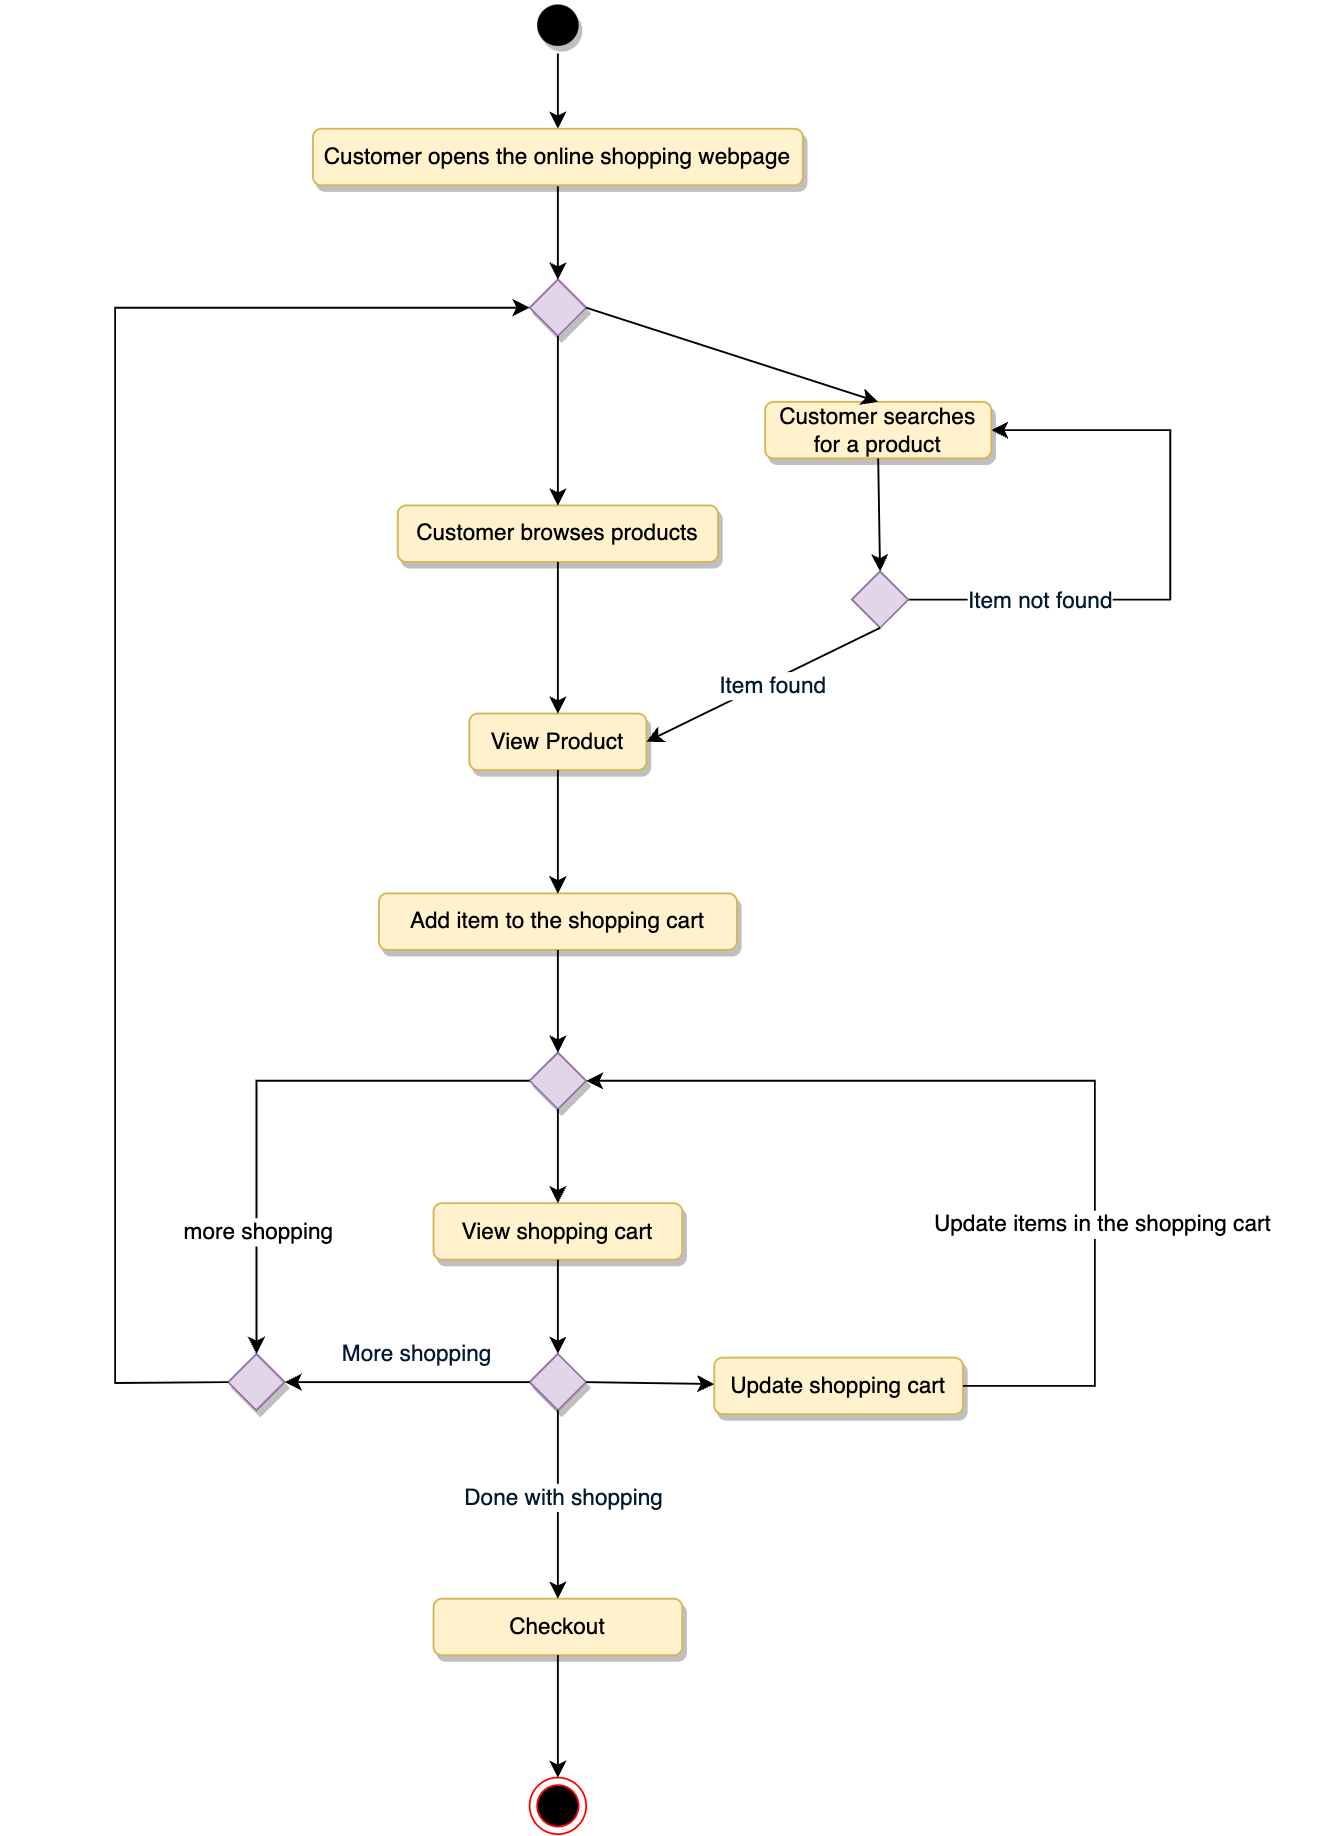 Customer opens the online shopping webpage
Customer searches
for a product
Customer browses products
Item not found
Item found
View Product
Add item to the shopping cart
more shopping
View shopping cart
Update items in the shopping cart
More shopping
Update shopping cart
Done with shopping
Checkout